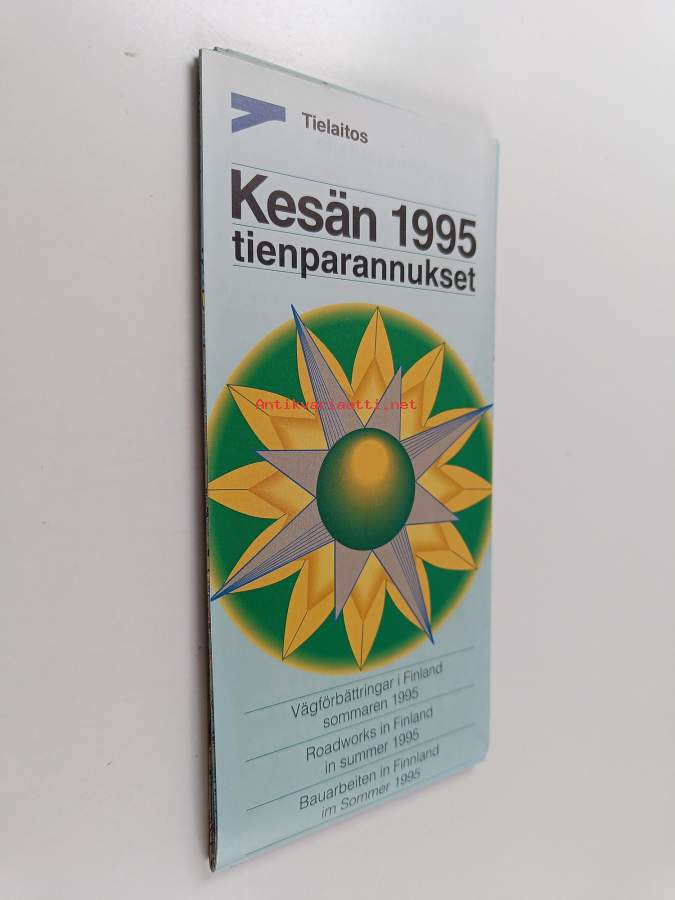 Tielaitos
Kesän 1995
tienparannukset
Antikvariaatti.net
Vägförbättringar i Finland
sommaren 1995
Roadworks in Finland
in summer 1995
Bauarbeiten in Finnland
im Sommer 1995